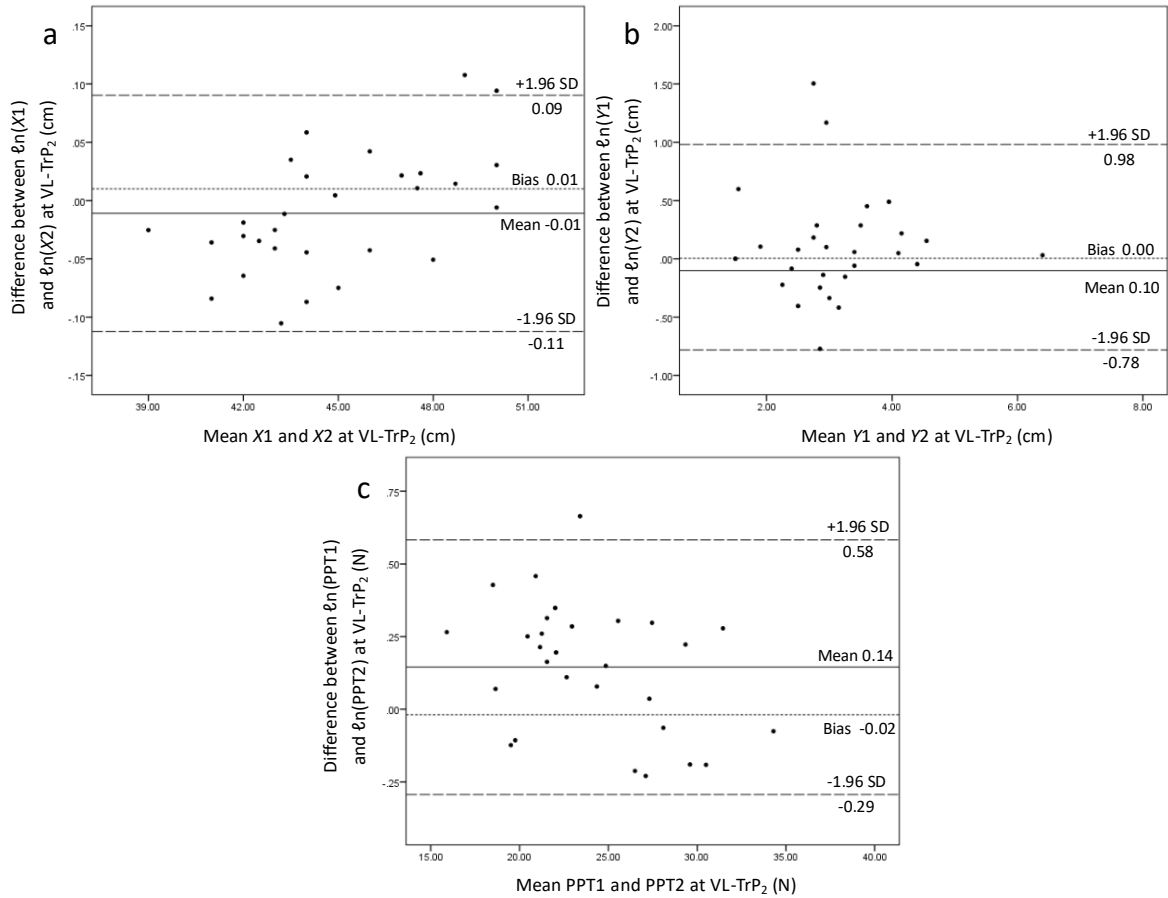 a
Difference between ℓn(X1)
and ℓn(X2) at VL-TrP₂ (cm)
.15
.10
.05
.00
-.05
-.10
-.15
+1.96 SD
0.09
Bias 0.01
Mean -0.01
-1.96 SD
-0.11
39.00 42.00 45.00 48.00 51.00
Mean X1 and X2 at VL-TrP₂ (cm)
b
Difference between ℓn(Y1)
and ℓn(Y2) at VL-TrP₂ (cm)
2.00
1.50
1.00
.50
.00
-.50
-1.00
+1.96 SD
0.98
Bias 0.00
Mean 0.10
-1.96 SD
-0.78
2.00 4.00 6.00 8.00
Mean Y1 and Y2 at VL-TrP₂ (cm)
c
Difference between ℓn(PPT1)
and ℓn(PPT2) at VL-TrP₂ (N)
.75
.50
.25
.00
-.25
+1.96 SD
0.58
Mean 0.14
Bias -0.02
-1.96 SD
-0.29
15.00 20.00 25.00 30.00 35.00 40.00
Mean PPT1 and PPT2 at VL-TrP₂ (N)